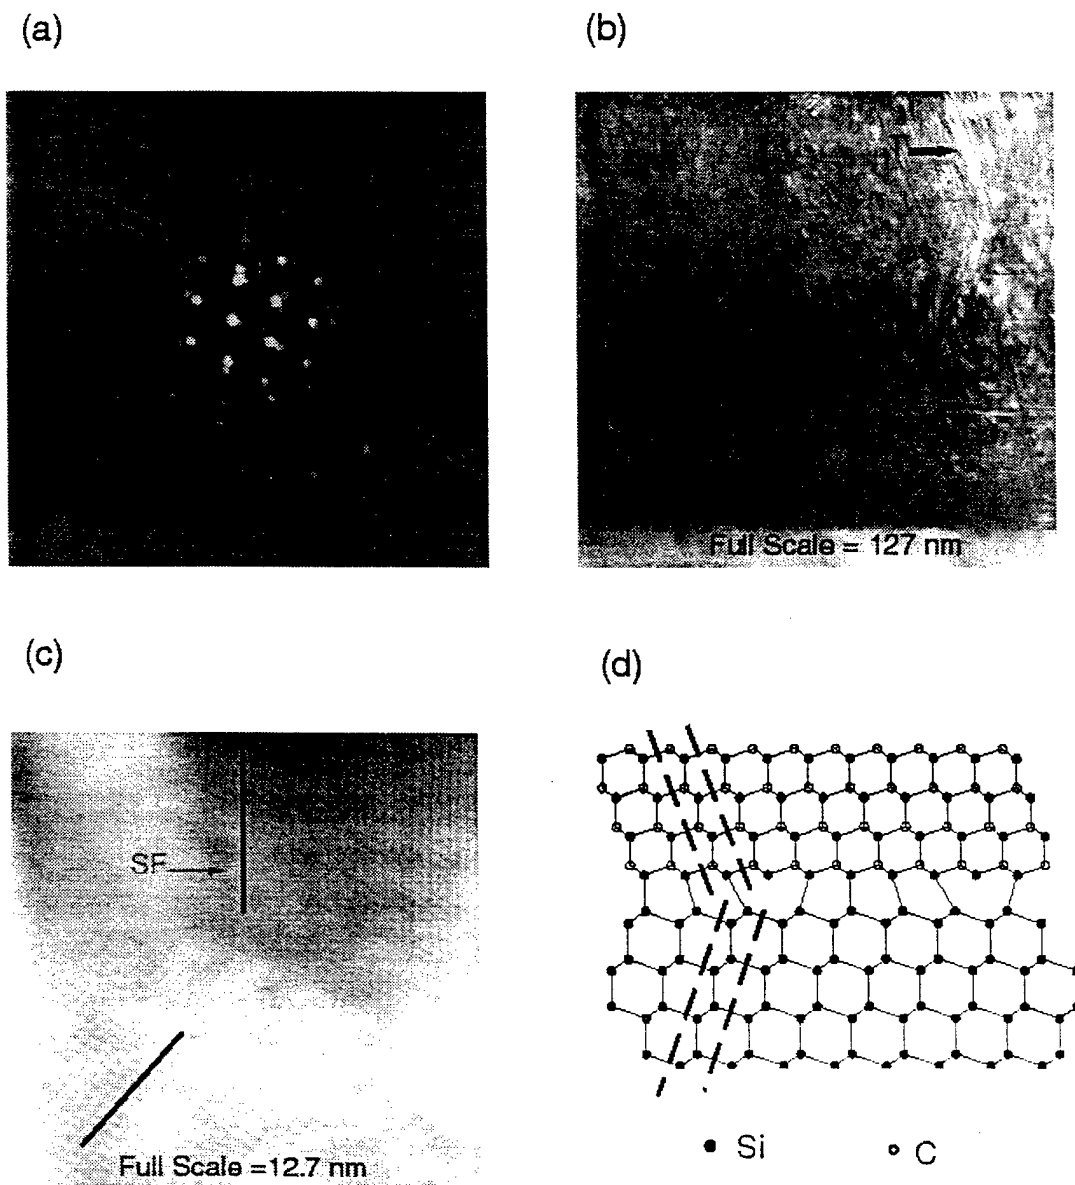 (a)
(b)
T
Full Scale = 127 nm
(c)
(d)
SF
Full Scale =12.7 nm
Si
C